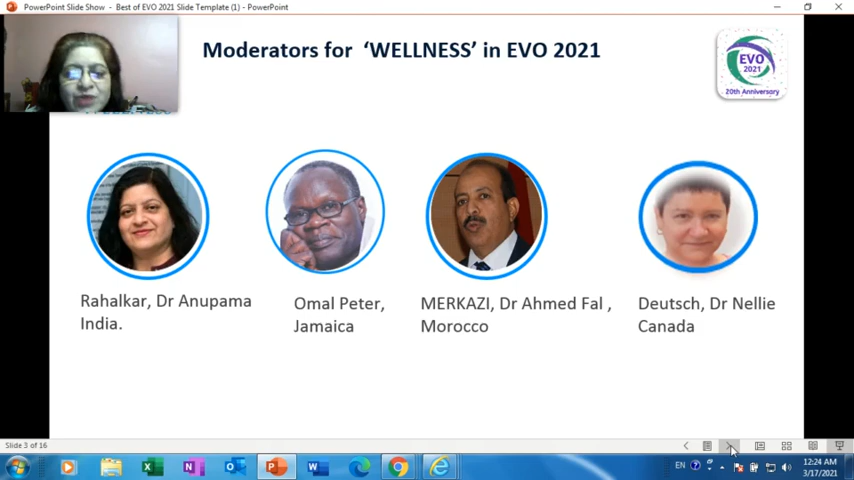 PowerPoint Slide Show - Best of EVO 2021 Slide Template (1) - PowerPoint
Moderators for 'WELLNESS' in EVO 2021
EVO
2021
20th Anniversary
Rahalkar, Dr Anupama
India.
Omal Peter,
Jamaica
MERKAZI, Dr Ahmed Fal ,
Morocco
Deutsch, Dr Nellie
Canada
Slide 3 of 16
EN
12:24 AM
3/17/2021